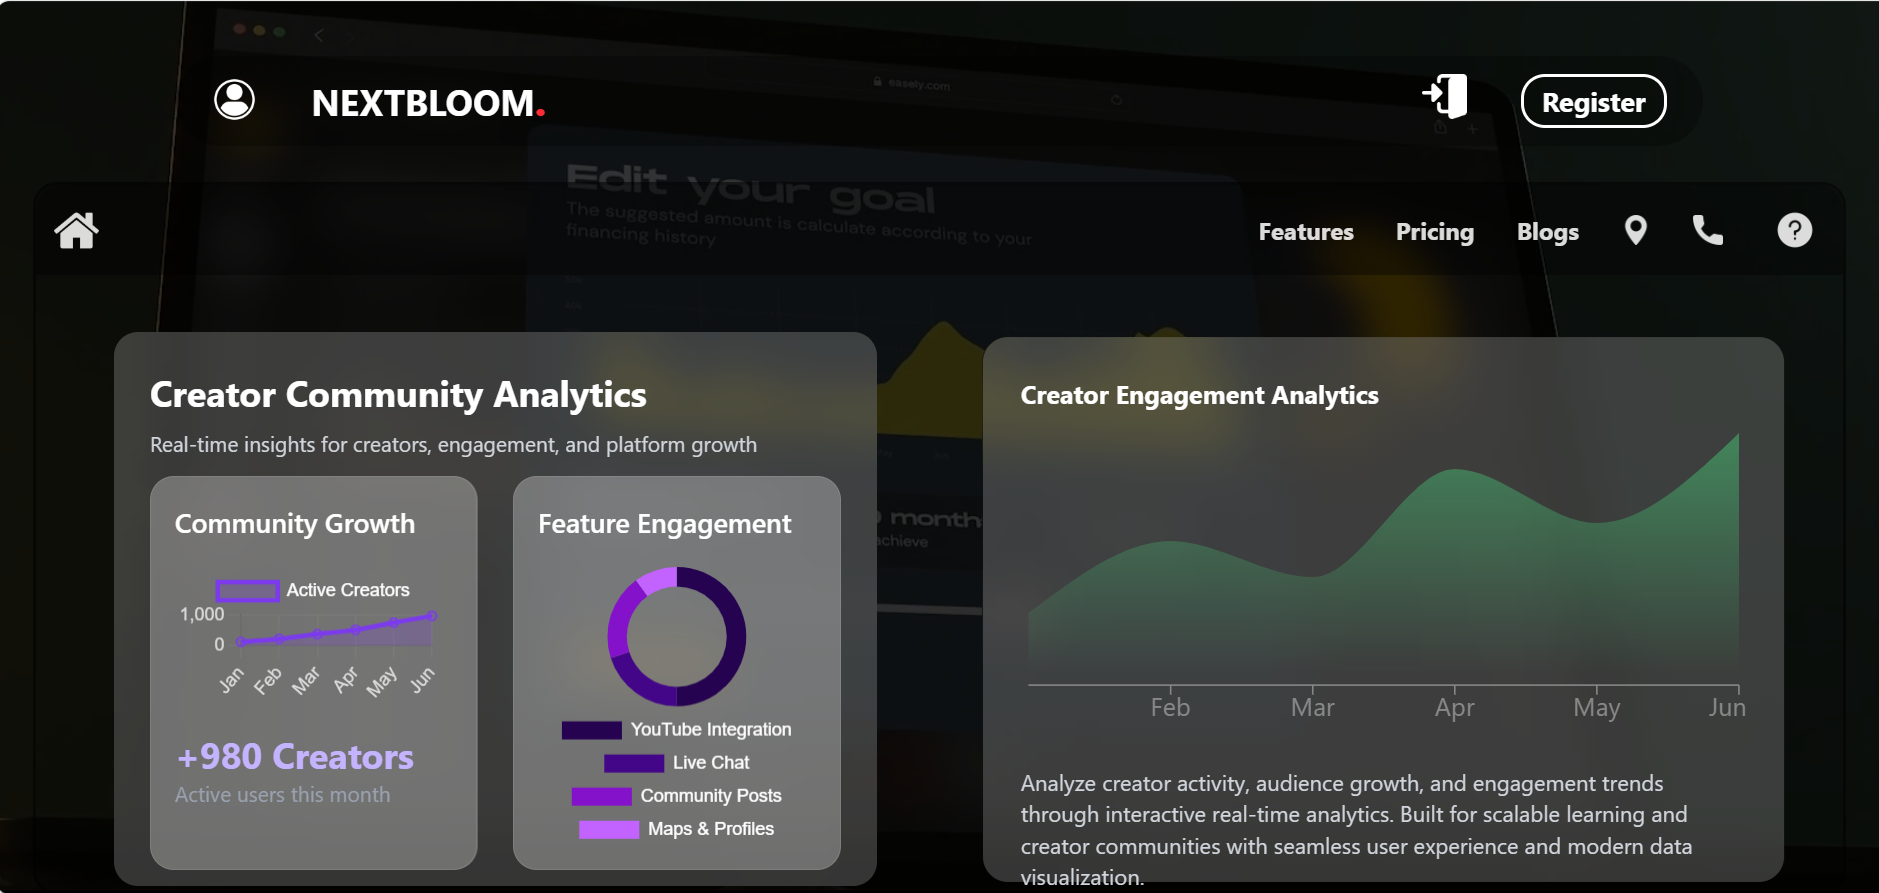 easely.com
NEXTBLOOM.
Register
Edit your goal
The suggested amount is calculate according to your
financing history
Features
Pricing
Blogs
Creator Community Analytics
Real-time insights for creators, engagement, and platform growth
Community Growth
Active Creators
1,000
0
Jan
Feb
Mar
Apr
May
Jun
+980 Creators
Active users this month
Feature Engagement
YouTube Integration
Live Chat
Community Posts
Maps & Profiles
month
achieve
Creator Engagement Analytics
Feb
Mar
Apr
May
Jun
Analyze creator activity, audience growth, and engagement trends
through interactive real-time analytics. Built for scalable learning and
creator communities with seamless user experience and modern data
visualization.